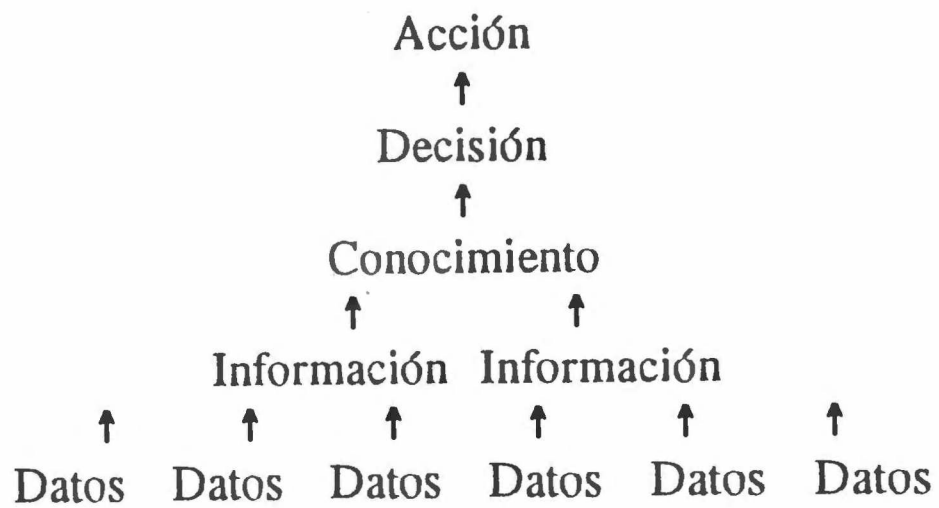 Acción
Decisión
Conocimiento
Información Información
Datos Datos Datos Datos Datos Datos